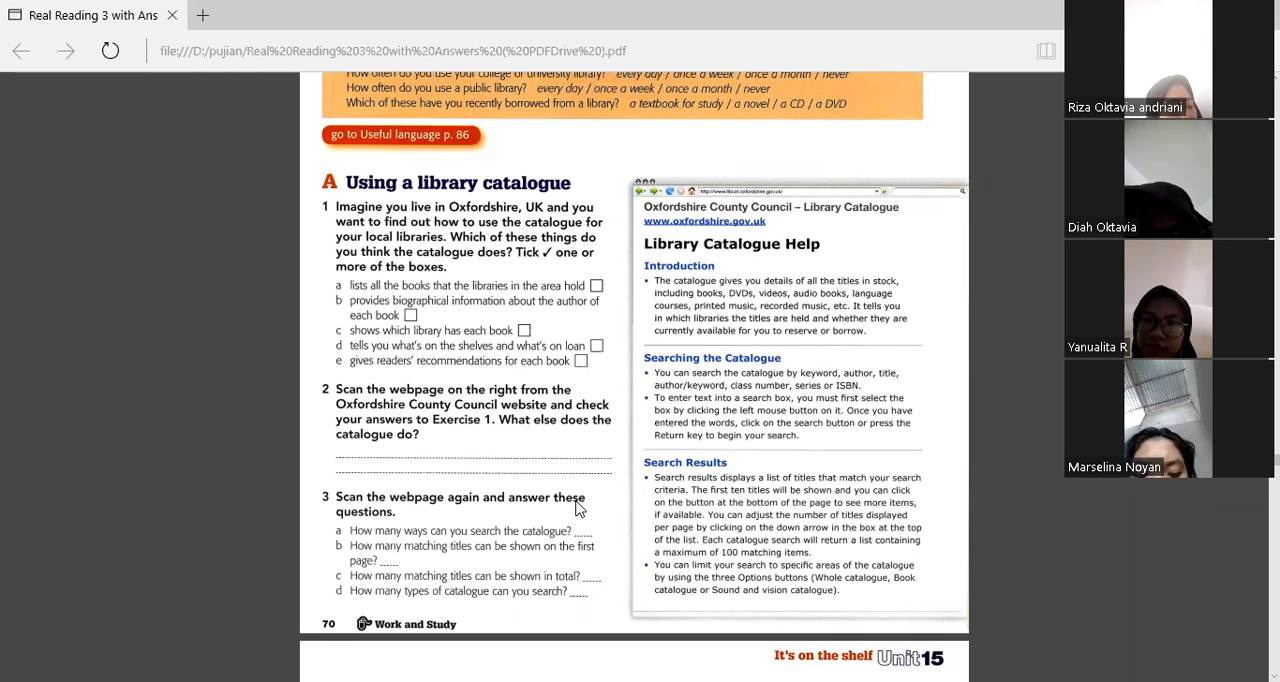 Real Reading 3 with Ans
file:///D:/pujian/Real%20Reading%203%20with%20Answers%20(%20PDFDrive%20).pdf
How often do you use your college or university library? every day / once a week / once a month / never
How often do you use a public library? every day / once a week / once a month / never
Which of these have you recently borrowed from a library? a textbook for study / a novel / a CD / a DVD
go to Useful language p. 86
A Using a library catalogue
1 Imagine you live in Oxfordshire, UK and you
want to find out how to use the catalogue for
your local libraries. Which of these things do
you think the catalogue does? Tick ✓ one or
more of the boxes.
a lists all the books that the libraries in the area hold
b provides biographical information about the author of
each book
c shows which library has each book
d tells you what's on the shelves and what's on loan
e gives readers' recommendations for each book
2 Scan the webpage on the right from the
Oxfordshire County Council website and check
your answers to Exercise 1. What else does the
catalogue do?
3 Scan the webpage again and answer these
questions.
a How many ways can you search the catalogue? .....
b How many matching titles can be shown on the first
page? .....
c How many matching titles can be shown in total? .....
d How many types of catalogue can you search? .....
70 Work and Study
http://www.libcat.oxfordshire.gov.uk/
Oxfordshire County Council – Library Catalogue
www.oxfordshire.gov.uk
Library Catalogue Help
Introduction
• The catalogue gives you details of all the titles in stock,
including books, DVDs, videos, audio books, language
courses, printed music, recorded music, etc. It tells you
in which libraries the titles are held and whether they are
currently available for you to reserve or borrow.
Searching the Catalogue
• You can search the catalogue by keyword, author, title,
author/keyword, class number, series or ISBN.
• To enter text into a search box, you must first select the
box by clicking the left mouse button on it. Once you have
entered the words, click on the search button or press the
Return key to begin your search.
Search Results
• Search results displays a list of titles that match your search
criteria. The first ten titles will be shown and you can click
on the button at the bottom of the page to see more items,
if available. You can adjust the number of titles displayed
per page by clicking on the down arrow in the box at the top
of the list. Each catalogue search will return a list containing
a maximum of 100 matching items.
• You can limit your search to specific areas of the catalogue
by using the three Options buttons (Whole catalogue, Book
catalogue or Sound and vision catalogue).
It's on the shelf Unit 15
Riza Oktavia andriani
Diah Oktavia
Yanualita R
Marselina Noyan